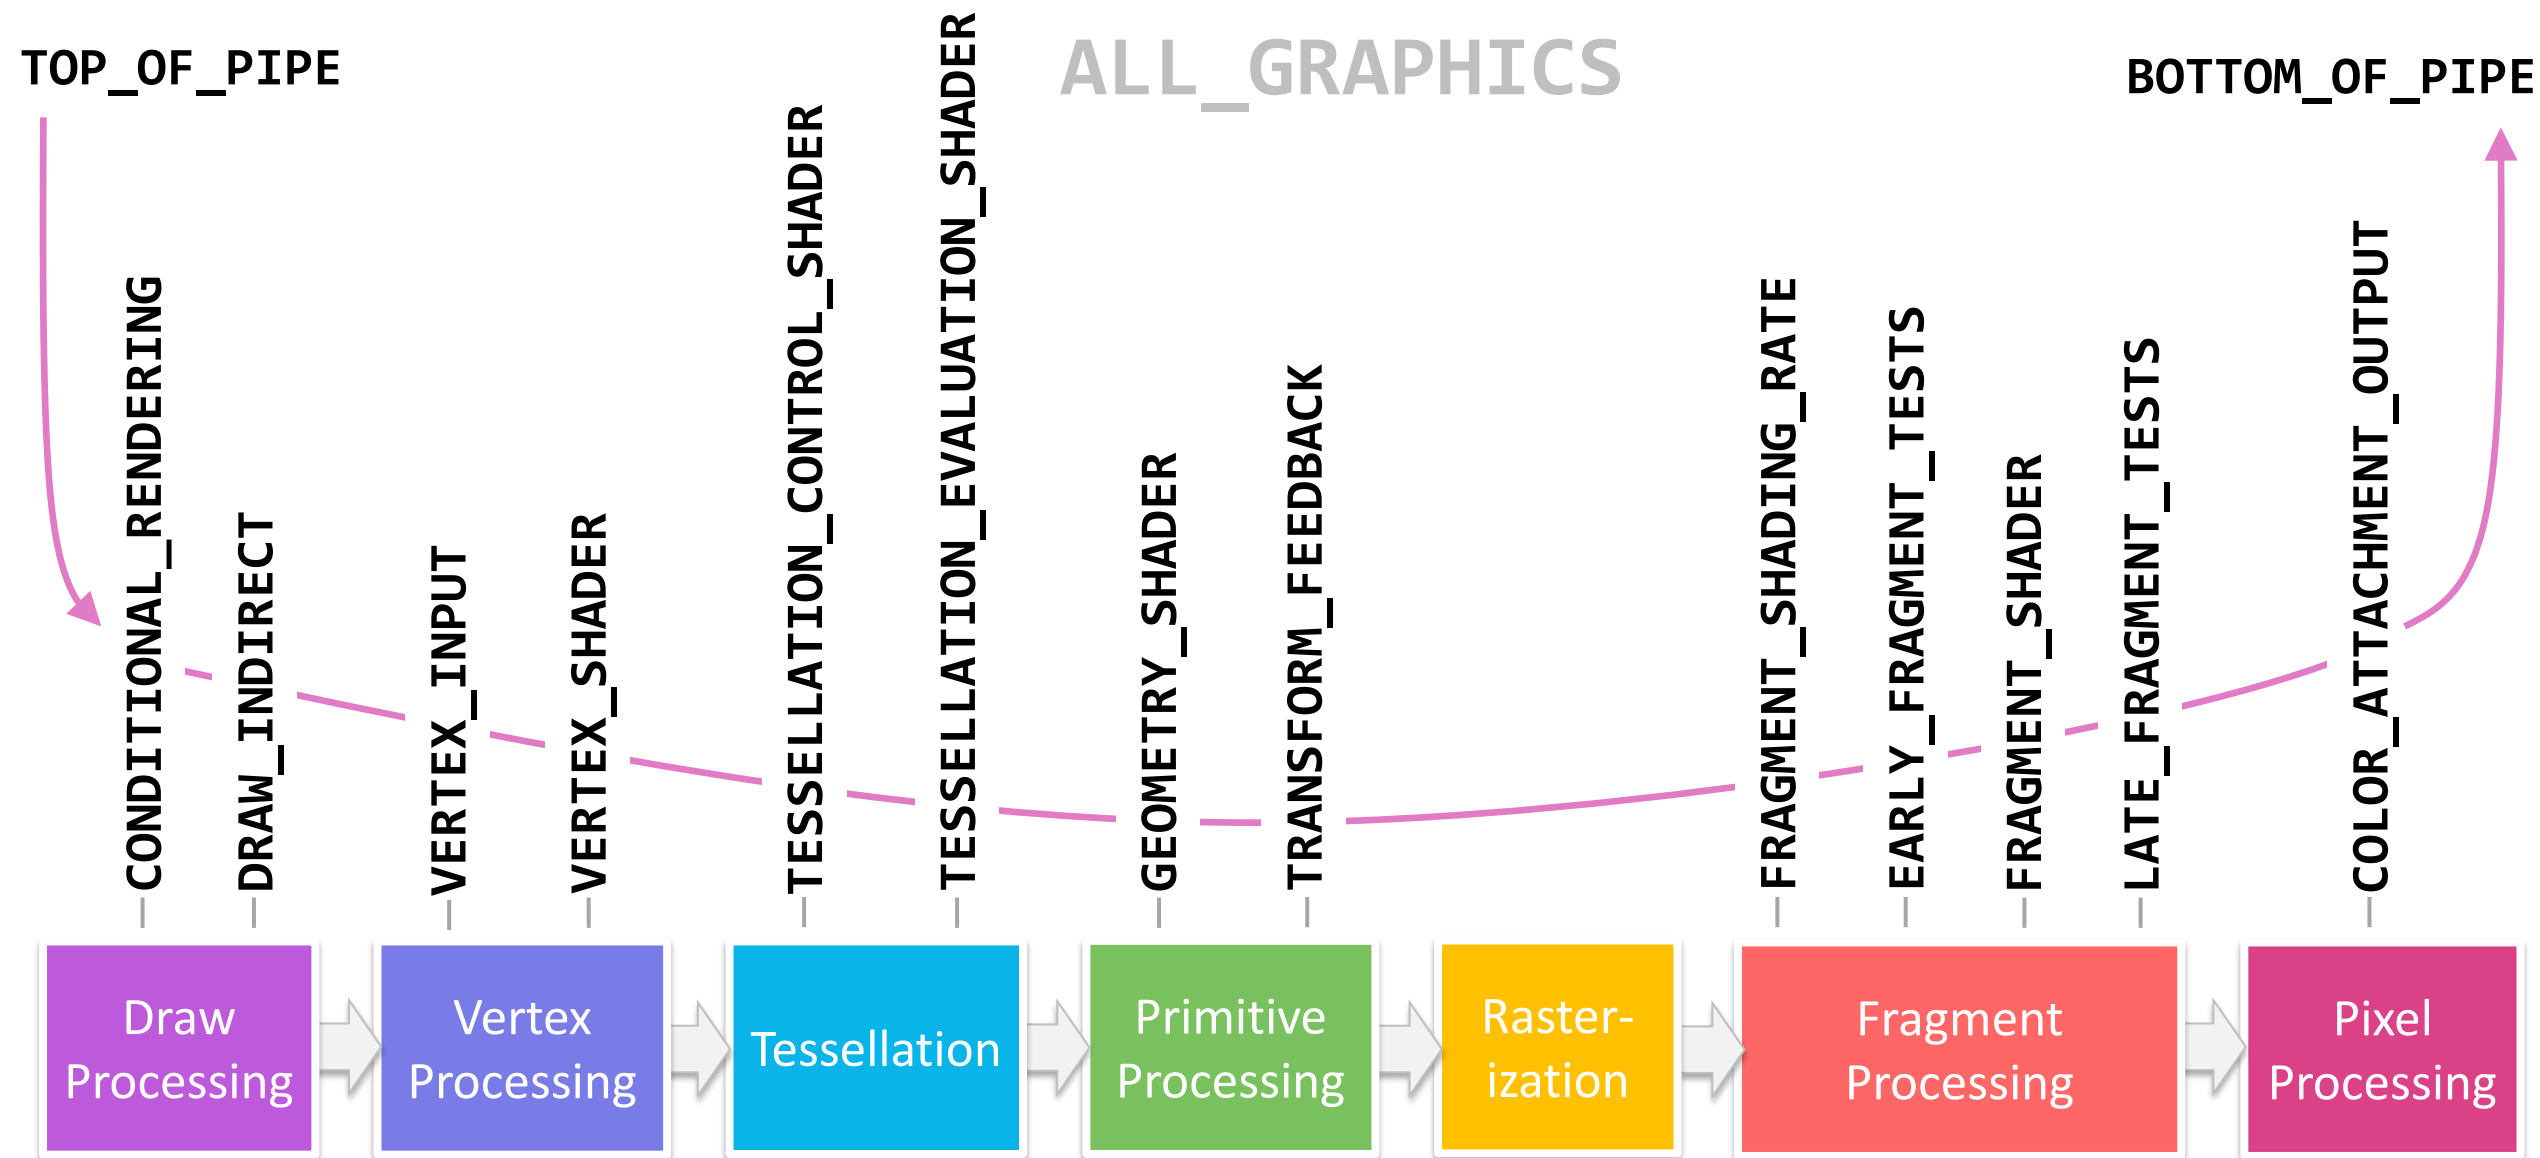 TOP_OF_PIPE
ALL_GRAPHICS
BOTTOM_OF_PIPE
CONDITIONAL_RENDERING
DRAW_INDIRECT
VERTEX_INPUT
VERTEX_SHADER
TESSELLATION_CONTROL_SHADER
TESSELLATION_EVALUATION_SHADER
GEOMETRY_SHADER
TRANSFORM_FEEDBACK
FRAGMENT_SHADING_RATE
EARLY_FRAGMENT_TESTS
FRAGMENT_SHADER
LATE_FRAGMENT_TESTS
COLOR_ATTACHMENT_OUTPUT
Draw
Processing
Vertex
Processing
Tessellation
Primitive
Processing
Raster-
ization
Fragment
Processing
Pixel
Processing